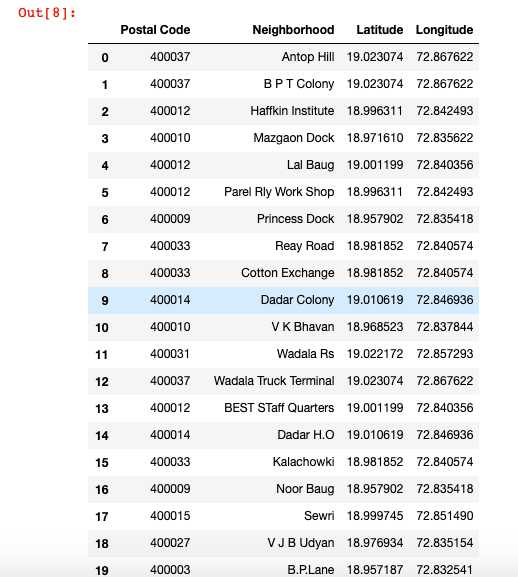 Out[8]:
Postal Code Neighborhood Latitude Longitude
0 400037 Antop Hill 19.023074 72.867622
1 400037 B P T Colony 19.023074 72.867622
2 400012 Haffkin Institute 18.996311 72.842493
3 400010 Mazgaon Dock 18.971610 72.835622
4 400012 Lal Baug 19.001199 72.840356
5 400012 Parel Rly Work Shop 18.996311 72.842493
6 400009 Princess Dock 18.957902 72.835418
7 400033 Reay Road 18.981852 72.840574
8 400033 Cotton Exchange 18.981852 72.840574
9 400014 Dadar Colony 19.010619 72.846936
10 400010 V K Bhavan 18.968523 72.837844
11 400031 Wadala Rs 19.022172 72.857293
12 400037 Wadala Truck Terminal 19.023074 72.867622
13 400012 BEST STaff Quarters 19.001199 72.840356
14 400014 Dadar H.O 19.010619 72.846936
15 400033 Kalachowki 18.981852 72.840574
16 400009 Noor Baug 18.957902 72.835418
17 400015 Sewri 18.999745 72.851490
18 400027 V J B Udyan 18.976934 72.835154
19 400003 B.P.Lane 18.957187 72.832541